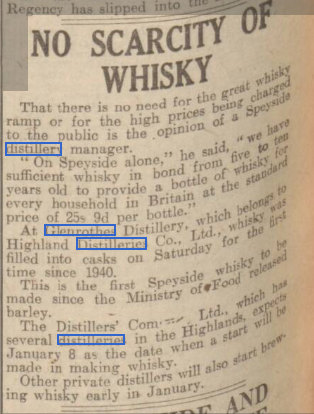 Regency has slipped into the
NO SCARCITY OF
WHISKY
That there is no need for the great whisky
ramp or for the high prices being charged
to the public is the opinion of a Speyside
distillery manager.
"On Speyside alone," he said, "we have
sufficient whisky in bond from five to ten
years old to provide a bottle of whisky for
every household in Britain at the standard
price of 25s 9d per bottle."
At Glenrothes Distillery, which belongs to
Highland Distilleries Co., Ltd., whisky was
filled into casks on Saturday for the first
time since 1940.
This is the first Speyside whisky to be
made since the Ministry of Food released
barley.
The Distillers' Ltd., which has
several distilleries in the Highlands, expects
January 8 as the date when a start will be
made in making whisky.
Other private distillers will also start brew-
ing whisky early in January.
AND